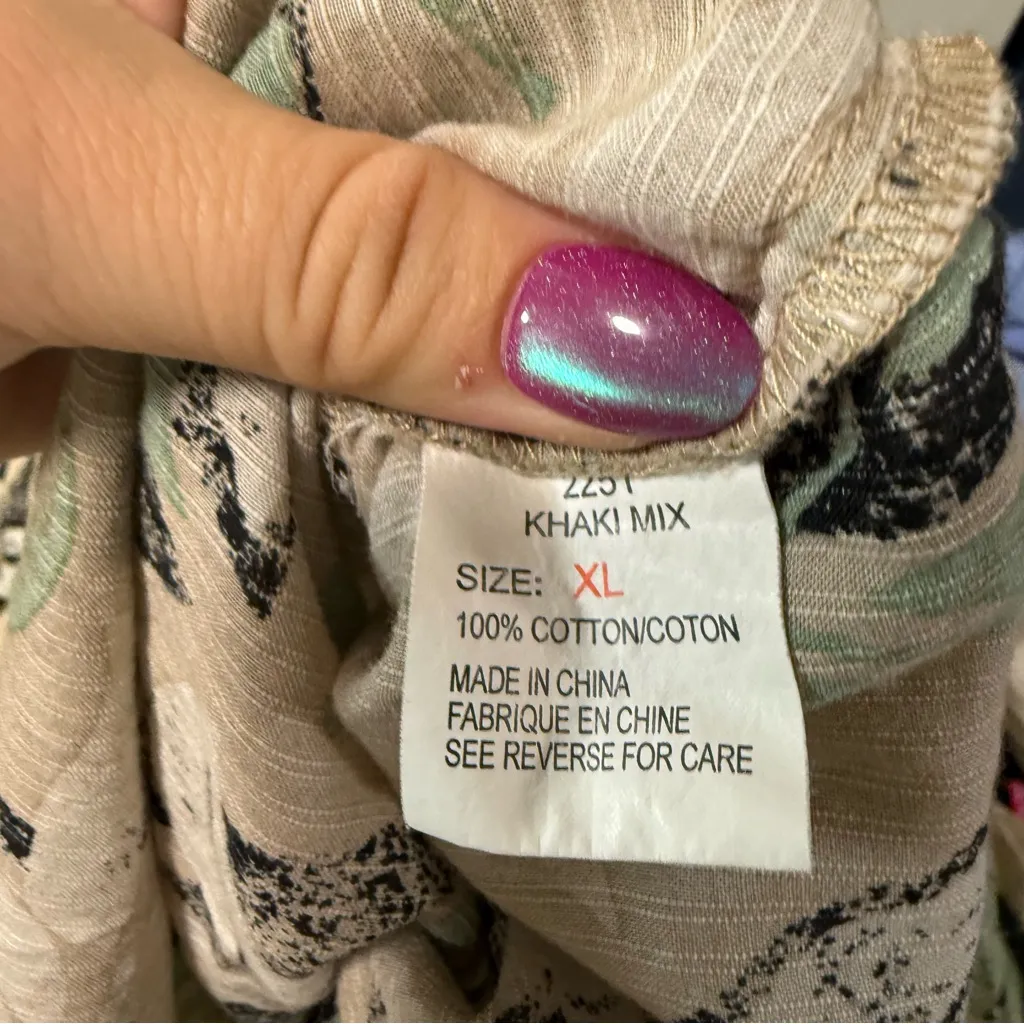 KHAKI MIX
SIZE: XL
100% COTTON/COTON
MADE IN CHINA
FABRIQUE EN CHINE
SEE REVERSE FOR CARE